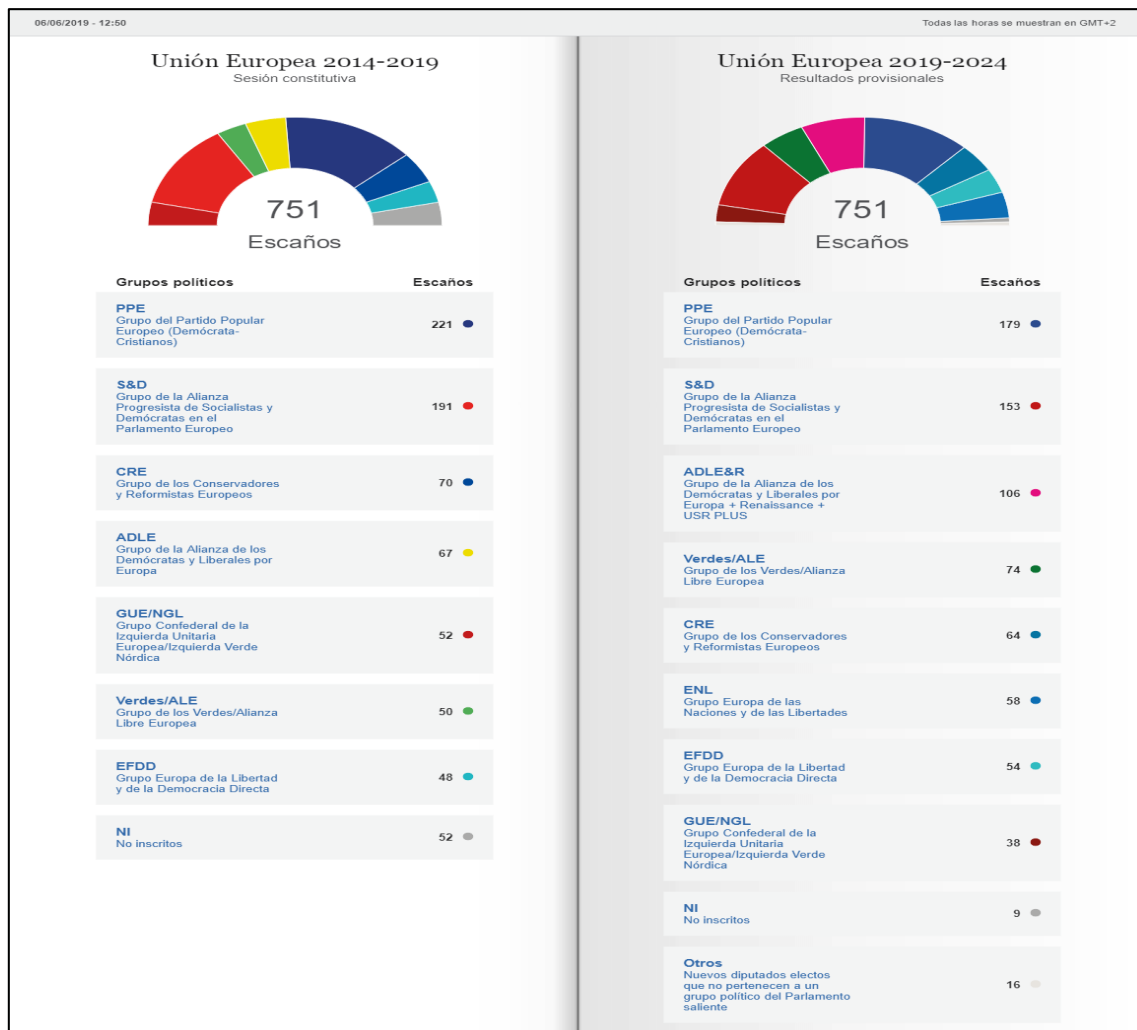 06/06/2019 - 12:50
Todas las horas se muestran en GMT+2
Unión Europea 2014-2019
Sesión constitutiva
751
Escaños
Grupos políticos Escaños
PPE
Grupo del Partido Popular
Europeo (Demócrata-
Cristianos)
221
S&D
Grupo de la Alianza
Progresista de Socialistas y
Demócratas en el
Parlamento Europeo
191
CRE
Grupo de los Conservadores
y Reformistas Europeos
70
ADLE
Grupo de la Alianza de los
Demócratas y Liberales por
Europa
67
GUE/NGL
Grupo Confederal de la
Izquierda Unitaria
Europea/Izquierda Verde
Nórdica
52
Verdes/ALE
Grupo de los Verdes/Alianza
Libre Europea
50
EFDD
Grupo Europa de la Libertad
y de la Democracia Directa
48
NI
No inscritos
52
Unión Europea 2019-2024
Resultados provisionales
751
Escaños
Grupos políticos Escaños
PPE
Grupo del Partido Popular
Europeo (Demócrata-
Cristianos)
179
S&D
Grupo de la Alianza
Progresista de Socialistas y
Demócratas en el
Parlamento Europeo
153
ADLE&R
Grupo de la Alianza de los
Demócratas y Liberales por
Europa + Renaissance +
USR PLUS
106
Verdes/ALE
Grupo de los Verdes/Alianza
Libre Europea
74
CRE
Grupo de los Conservadores
y Reformistas Europeos
64
ENL
Grupo Europa de las
Naciones y de las Libertades
58
EFDD
Grupo Europa de la Libertad
y de la Democracia Directa
54
GUE/NGL
Grupo Confederal de la
Izquierda Unitaria
Europea/Izquierda Verde
Nórdica
38
NI
No inscritos
9
Otros
Nuevos diputados electos
que no pertenecen a un
grupo político del Parlamento
saliente
16